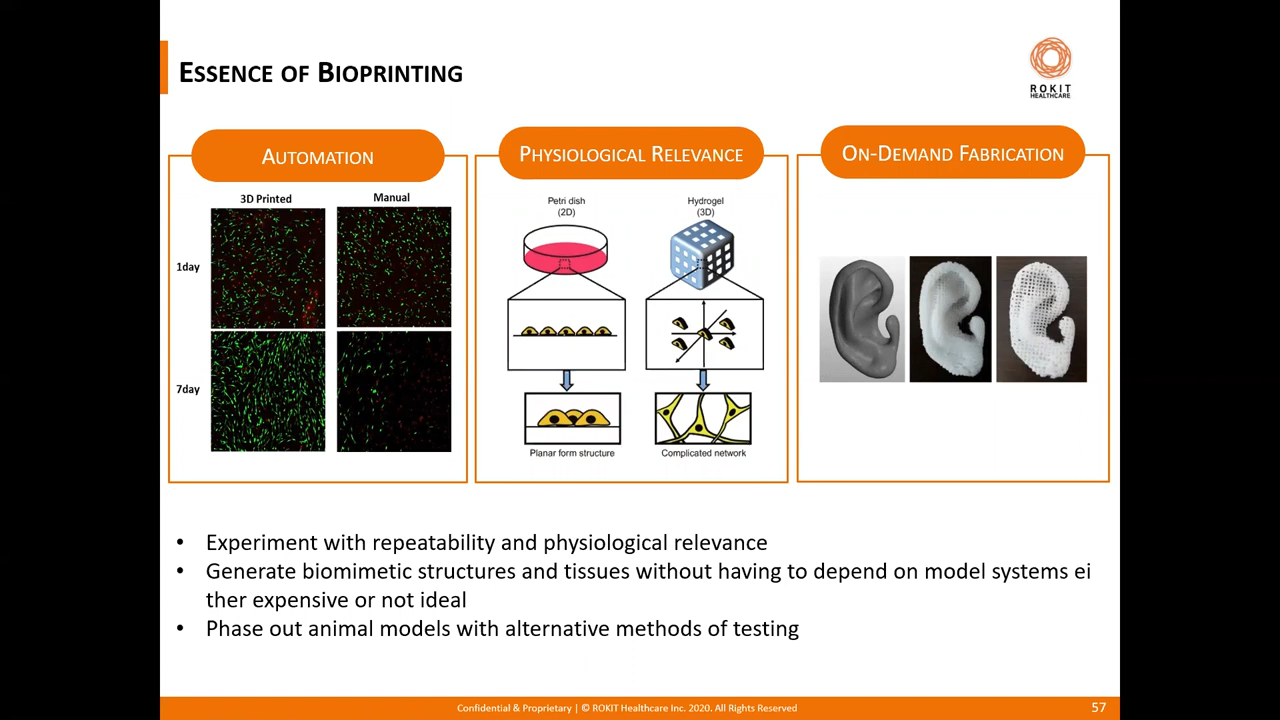 ESSENCE OF BIOPRINTING
ROKIT
HEALTHCARE
AUTOMATION
3D Printed
Manual
1day
7day
PHYSIOLOGICAL RELEVANCE
Petri dish
(2D)
Hydrogel
(3D)
Planar form structure
Complicated network
ON-DEMAND FABRICATION
• Experiment with repeatability and physiological relevance
• Generate biomimetic structures and tissues without having to depend on model systems ei
ther expensive or not ideal
• Phase out animal models with alternative methods of testing
Confidential & Proprietary | © ROKIT Healthcare Inc. 2020. All Rights Reserved
57